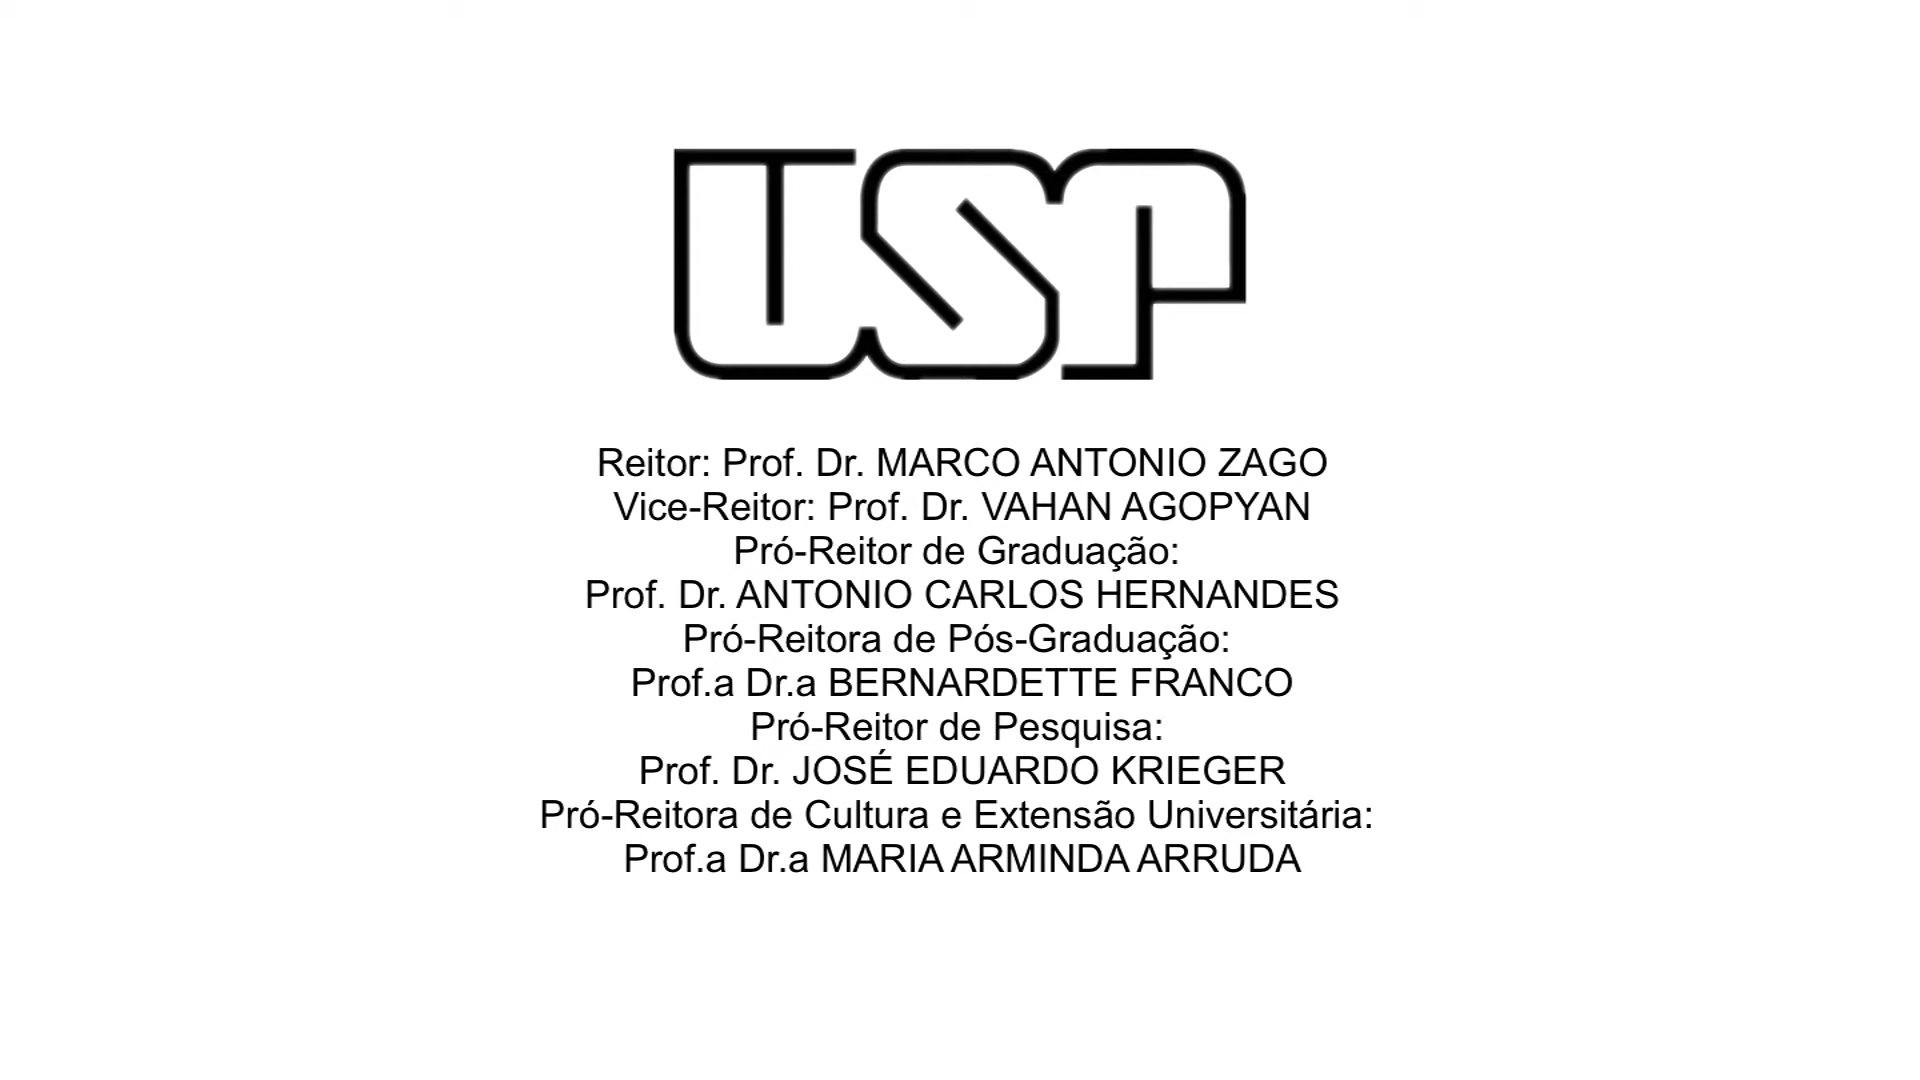 USP
Reitor: Prof. Dr. MARCO ANTONIO ZAGO
Vice-Reitor: Prof. Dr. VAHAN AGOPYAN
Pró-Reitor de Graduação:
Prof. Dr. ANTONIO CARLOS HERNANDES
Pró-Reitora de Pós-Graduação:
Prof.a Dr.a BERNARDETTE FRANCO
Pró-Reitor de Pesquisa:
Prof. Dr. JOSÉ EDUARDO KRIEGER
Pró-Reitora de Cultura e Extensão Universitária:
Prof.a Dr.a MARIA ARMINDA ARRUDA